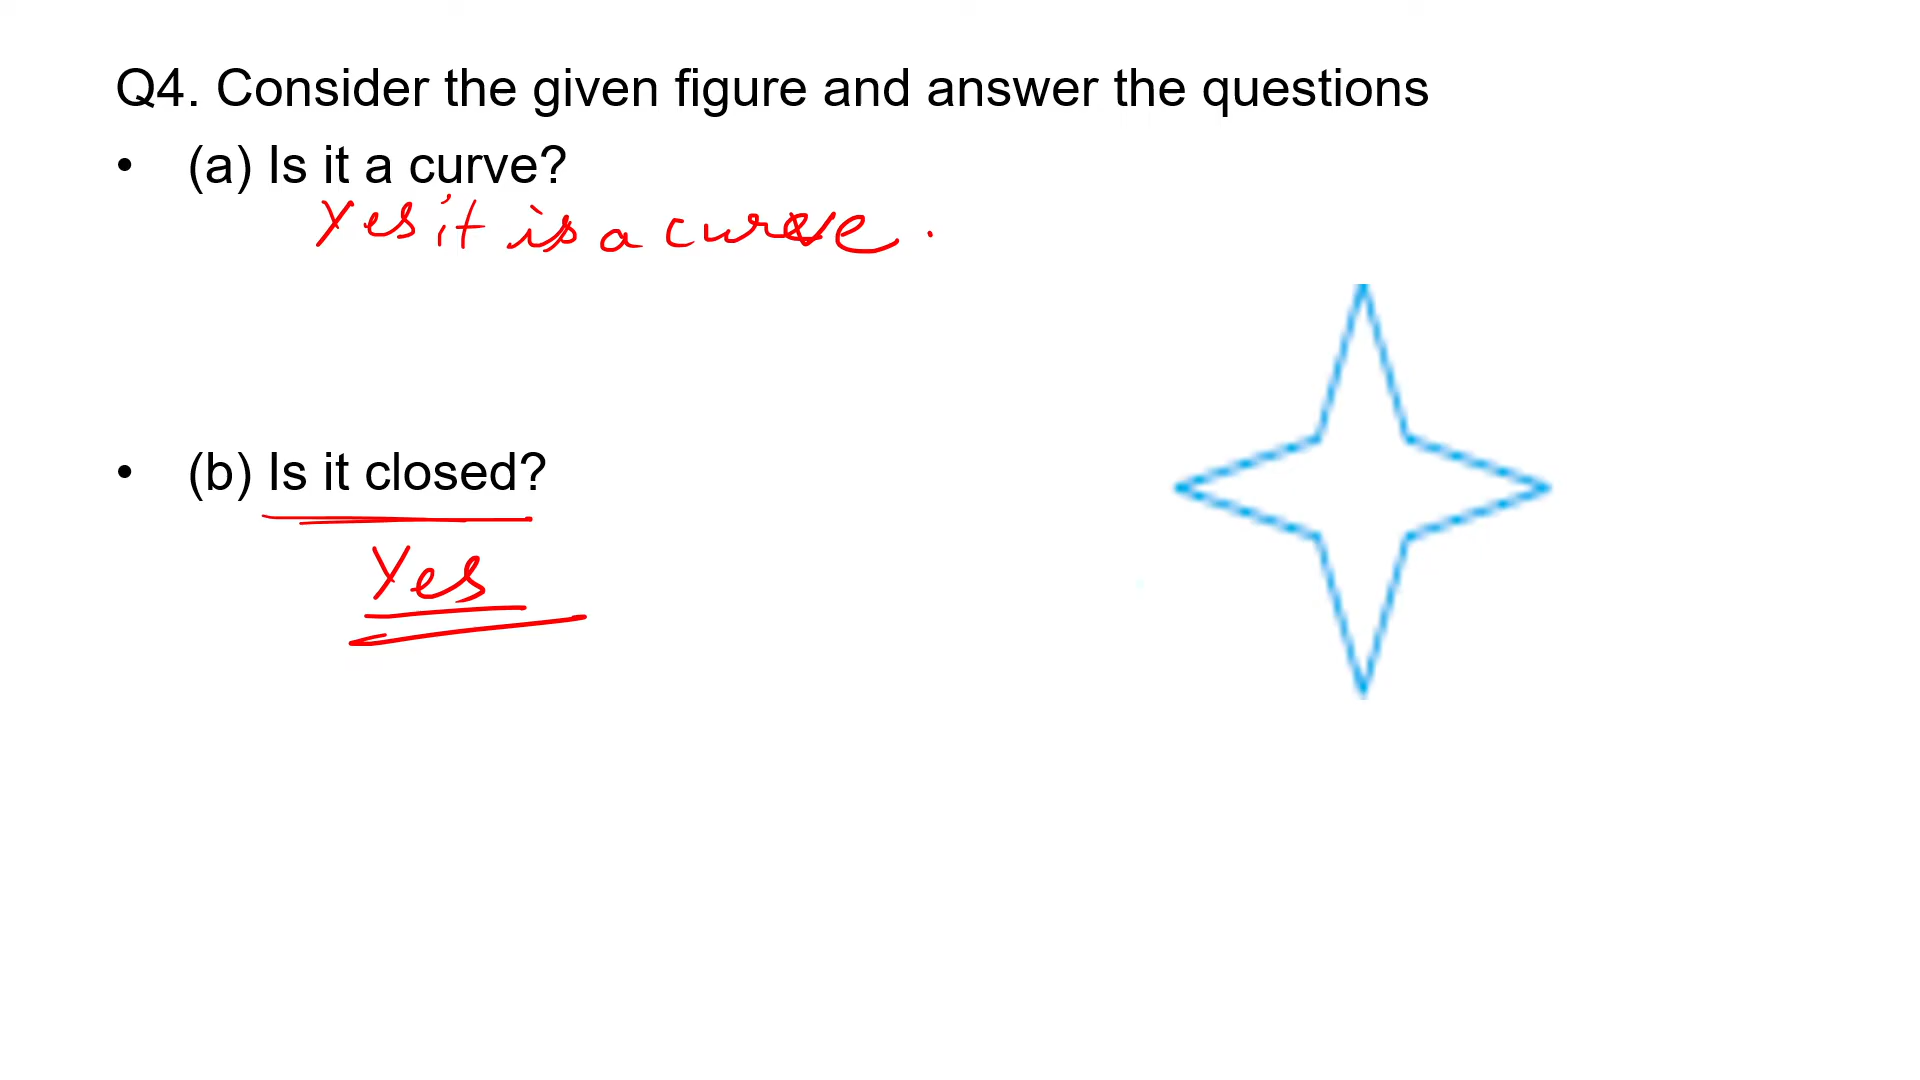 Q4. Consider the given figure and answer the questions
• (a) Is it a curve?
Yes it is a curve.
• (b) Is it closed?
Yes